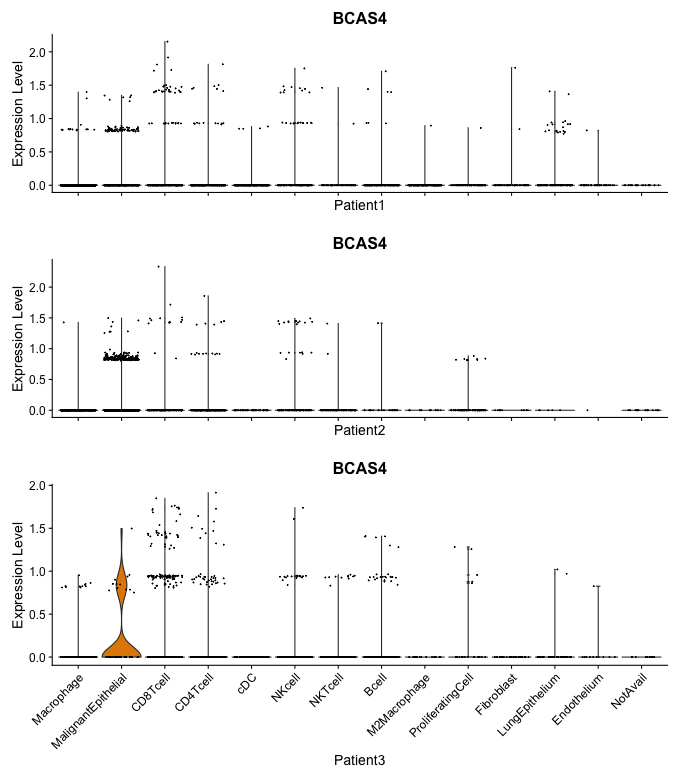 BCAS4
Expression Level
2.0
1.5
1.0
0.5
0.0
Patient1
BCAS4
Expression Level
2.0
1.5
1.0
0.5
0.0
Patient2
BCAS4
Expression Level
2.0
1.5
1.0
0.5
0.0
Macrophage
MalignantEpithelial
CD8Tcell
CD4Tcell
cDC
NKcell
NKTcell
Bcell
M2Macrophage
ProliferatingCell
Fibroblast
LungEpithelium
Endothelium
NotAvail
Patient3